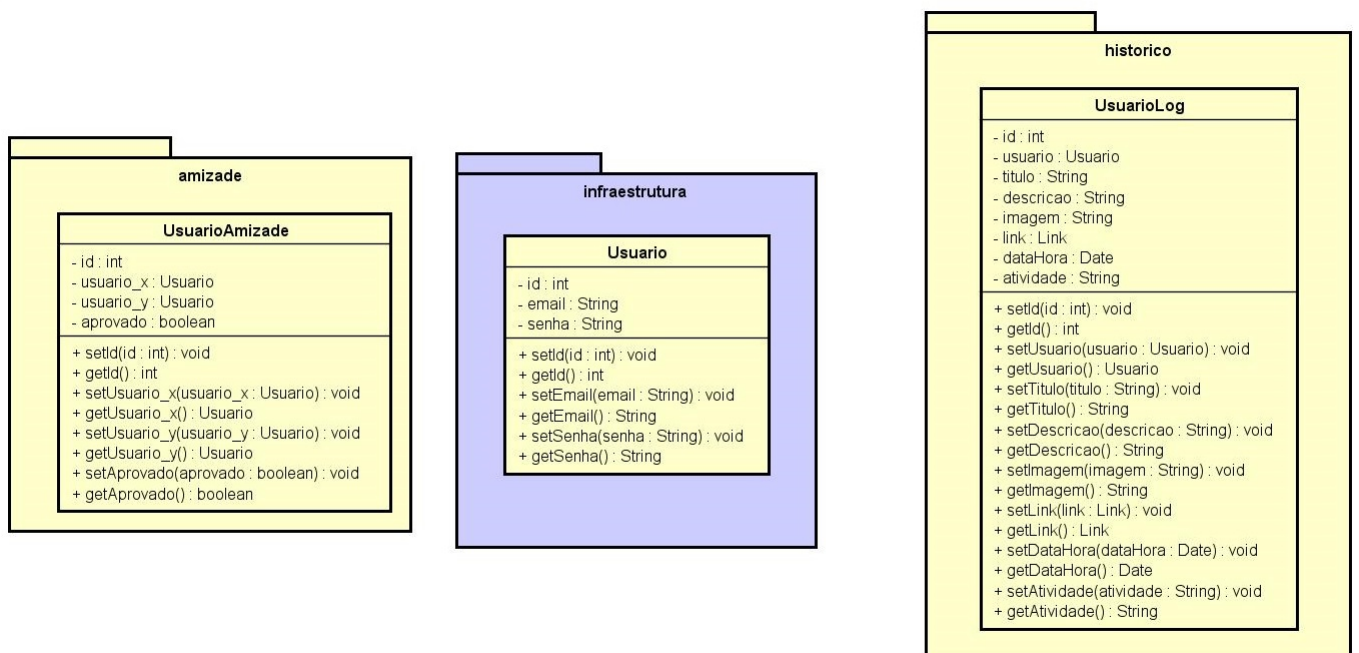 amizade
UsuarioAmizade
- id : int
- usuario_x : Usuario
- usuario_y : Usuario
- aprovado : boolean
+ setId(id : int) : void
+ getId() : int
+ setUsuario_x(usuario_x : Usuario) : void
+ getUsuario_x() : Usuario
+ setUsuario_y(usuario_y : Usuario) : void
+ getUsuario_y() : Usuario
+ setAprovado(aprovado : boolean) : void
+ getAprovado() : boolean
infraestrutura
Usuario
- id : int
- email : String
- senha : String
+ setId(id : int) : void
+ getId() : int
+ setEmail(email : String) : void
+ getEmail() : String
+ setSenha(senha : String) : void
+ getSenha() : String
historico
UsuarioLog
- id : int
- usuario : Usuario
- titulo : String
- descricao : String
- imagem : String
- link : Link
- dataHora : Date
- atividade : String
+ setId(id : int) : void
+ getId() : int
+ setUsuario(usuario : Usuario) : void
+ getUsuario() : Usuario
+ setTitulo(titulo : String) : void
+ getTitulo() : String
+ setDescricao(descricao : String) : void
+ getDescricao() : String
+ setImagem(imagem : String) : void
+ getImagem() : String
+ setLink(link : Link) : void
+ getLink() : Link
+ setDataHora(dataHora : Date) : void
+ getDataHora() : Date
+ setAtividade(atividade : String) : void
+ getAtividade() : String